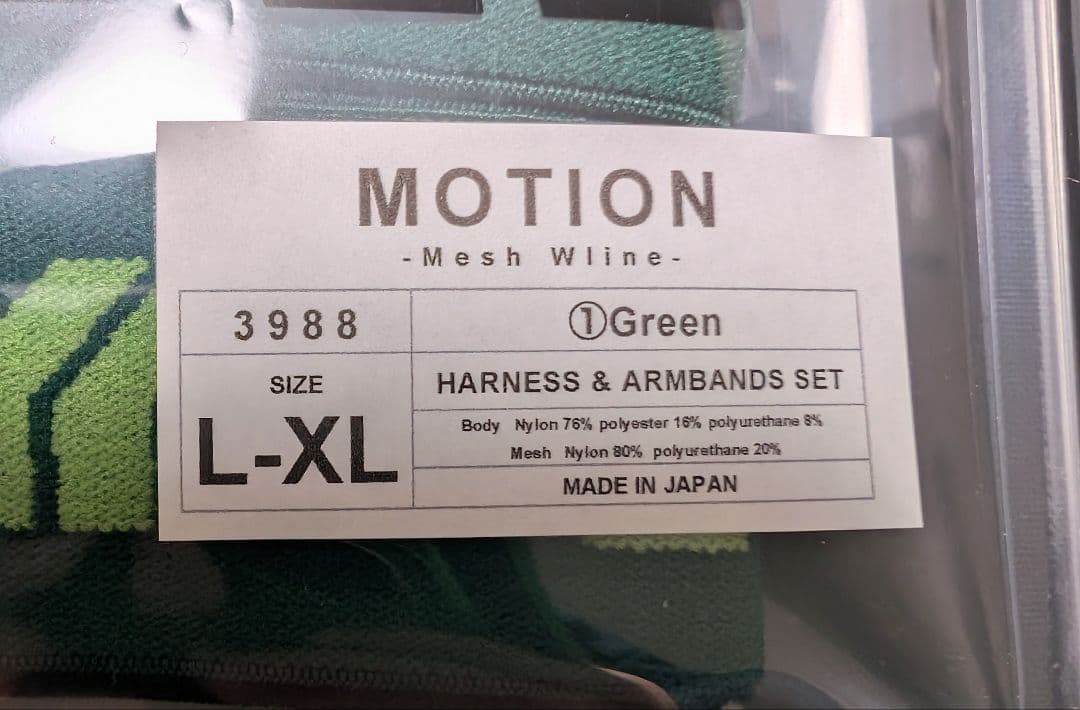 MOTION
-Mesh Wline-
3988
①Green
SIZE
L-XL
HARNESS & ARMBANDS SET
Body Nylon 76% polyester 16% polyurethane 8%
Mesh Nylon 80% polyurethane 20%
MADE IN JAPAN